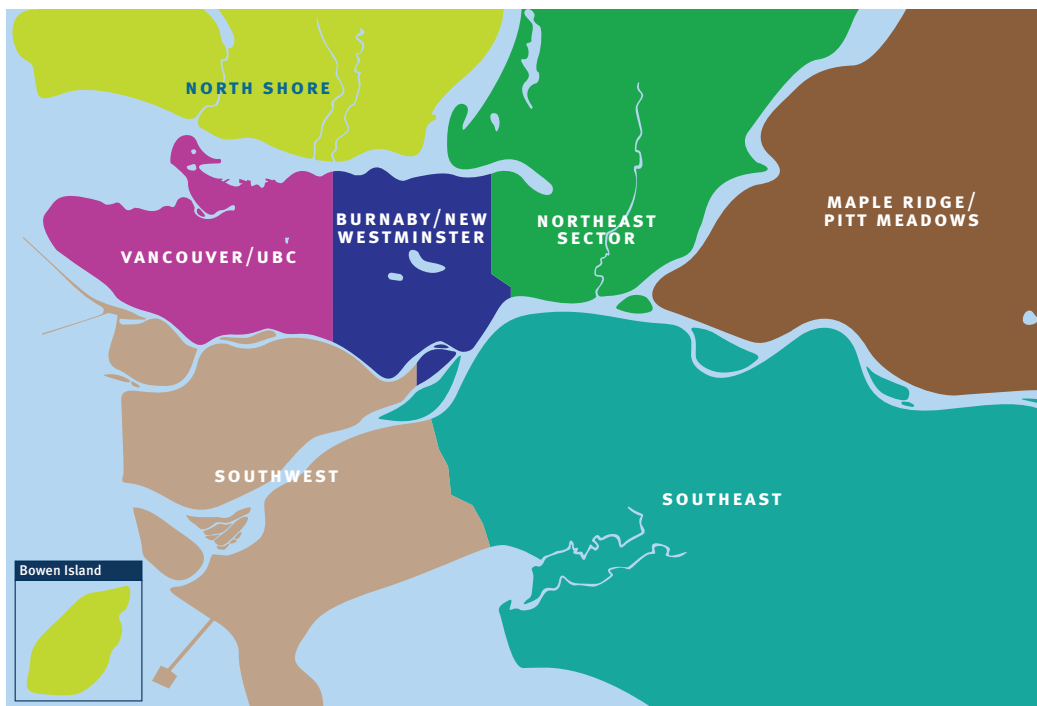 NORTH SHORE
MAPLE RIDGE/
PITT MEADOWS
BURNABY/NEW
WESTMINSTER
NORTHEAST
SECTOR
VANCOUVER/UBC
SOUTHWEST
SOUTHEAST
Bowen Island